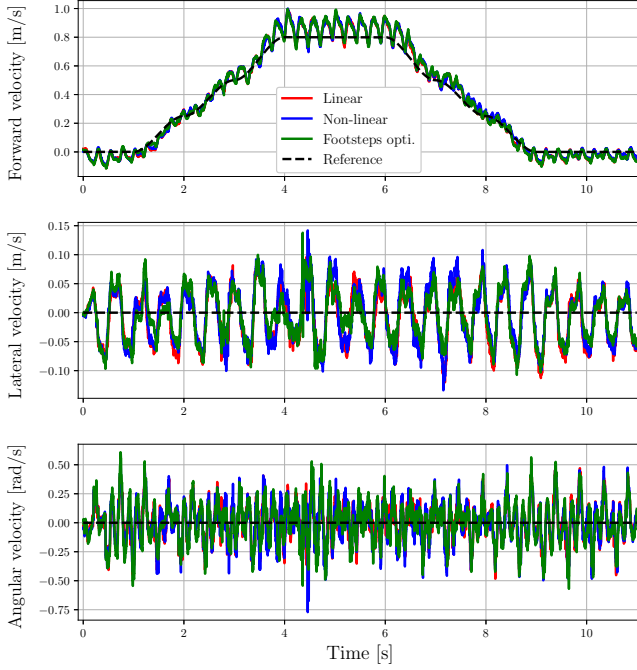 Forward velocity [m/s]
1.0
0.8
0.6
0.4
0.2
0.0
Linear
Non-linear
Footsteps opti.
Reference
0 2 4 6 8 10
Lateral velocity [m/s]
0.15
0.10
0.05
0.00
−0.05
−0.10
0 2 4 6 8 10
Angular velocity [rad/s]
0.50
0.25
0.00
−0.25
−0.50
−0.75
0 2 4 6 8 10
Time [s]